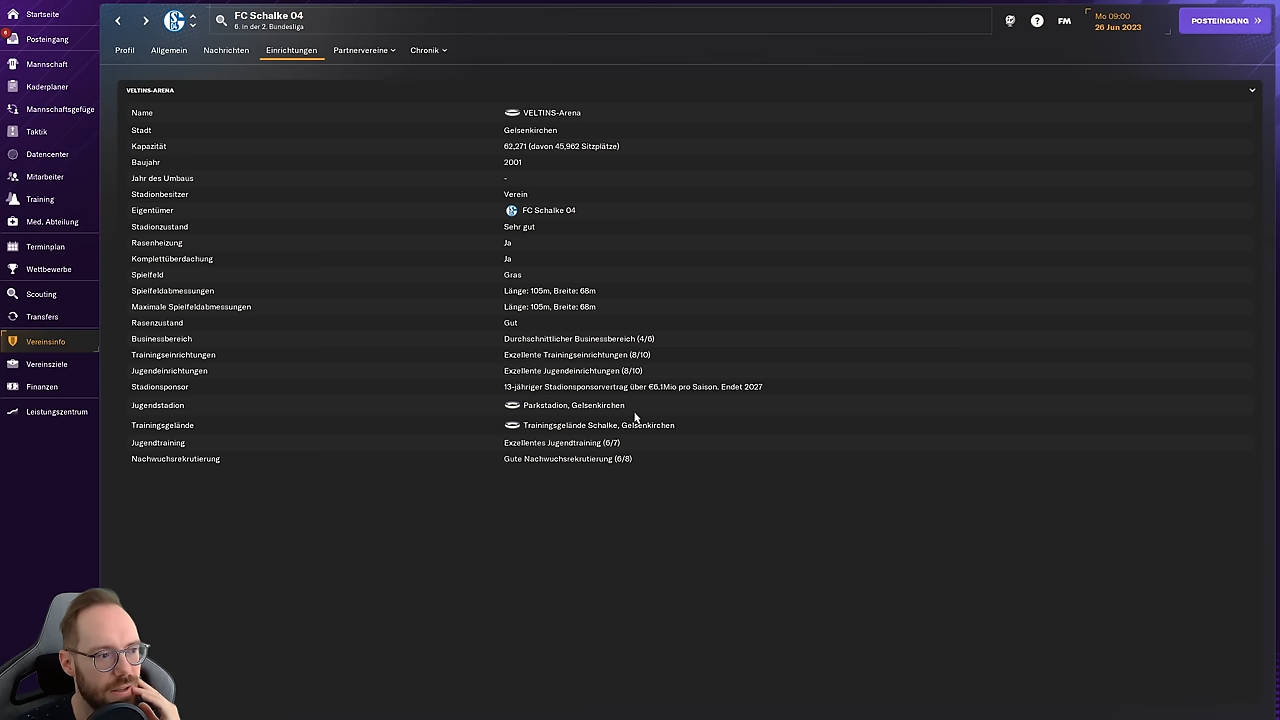 Startseite
6
Posteingang
Mannschaft
Kaderplaner
Mannschaftsgefüge
Taktik
Datencenter
Mitarbeiter
Training
Med. Abteilung
Terminplan
Wettbewerbe
Scouting
Transfers
Vereinsinfo
Vereinsziele
Finanzen
Leistungszentrum
FC Schalke 04
6. in der 2. Bundesliga
FM
Mo 09:00
26 Jun 2023
POSTEINGANG
Profil Allgemein Nachrichten Einrichtungen Partnervereine Chronik
VELTINS-ARENA
Name VELTINS-Arena
Stadt Gelsenkirchen
Kapazität 62,271 (davon 45,962 Sitzplätze)
Baujahr 2001
Jahr des Umbaus -
Stadionbesitzer Verein
Eigentümer FC Schalke 04
Stadionzustand Sehr gut
Rasenheizung Ja
Komplettüberdachung Ja
Spielfeld Gras
Spielfeldabmessungen Länge: 105m, Breite: 68m
Maximale Spielfeldabmessungen Länge: 105m, Breite: 68m
Rasenzustand Gut
Businessbereich Durchschnittlicher Businessbereich (4/6)
Trainingseinrichtungen Exzellente Trainingseinrichtungen (8/10)
Jugendeinrichtungen Exzellente Jugendeinrichtungen (8/10)
Stadionsponsor 13-jähriger Stadionsponsorvertrag über €6.1Mio pro Saison. Endet 2027
Jugendstadion Parkstadion, Gelsenkirchen
Trainingsgelände Trainingsgelände Schalke, Gelsenkirchen
Jugendtraining Exzellentes Jugendtraining (6/7)
Nachwuchsrekrutierung Gute Nachwuchsrekrutierung (6/8)